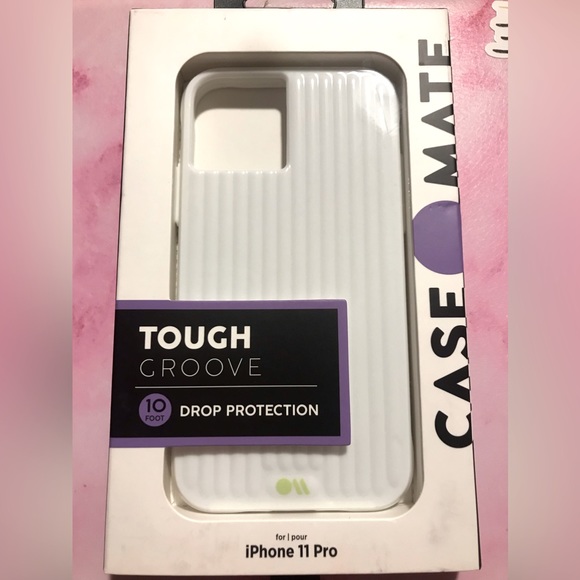 CASE MATE
TOUGH
GROOVE
10
FOOT
DROP PROTECTION
for | pour
iPhone 11 Pro